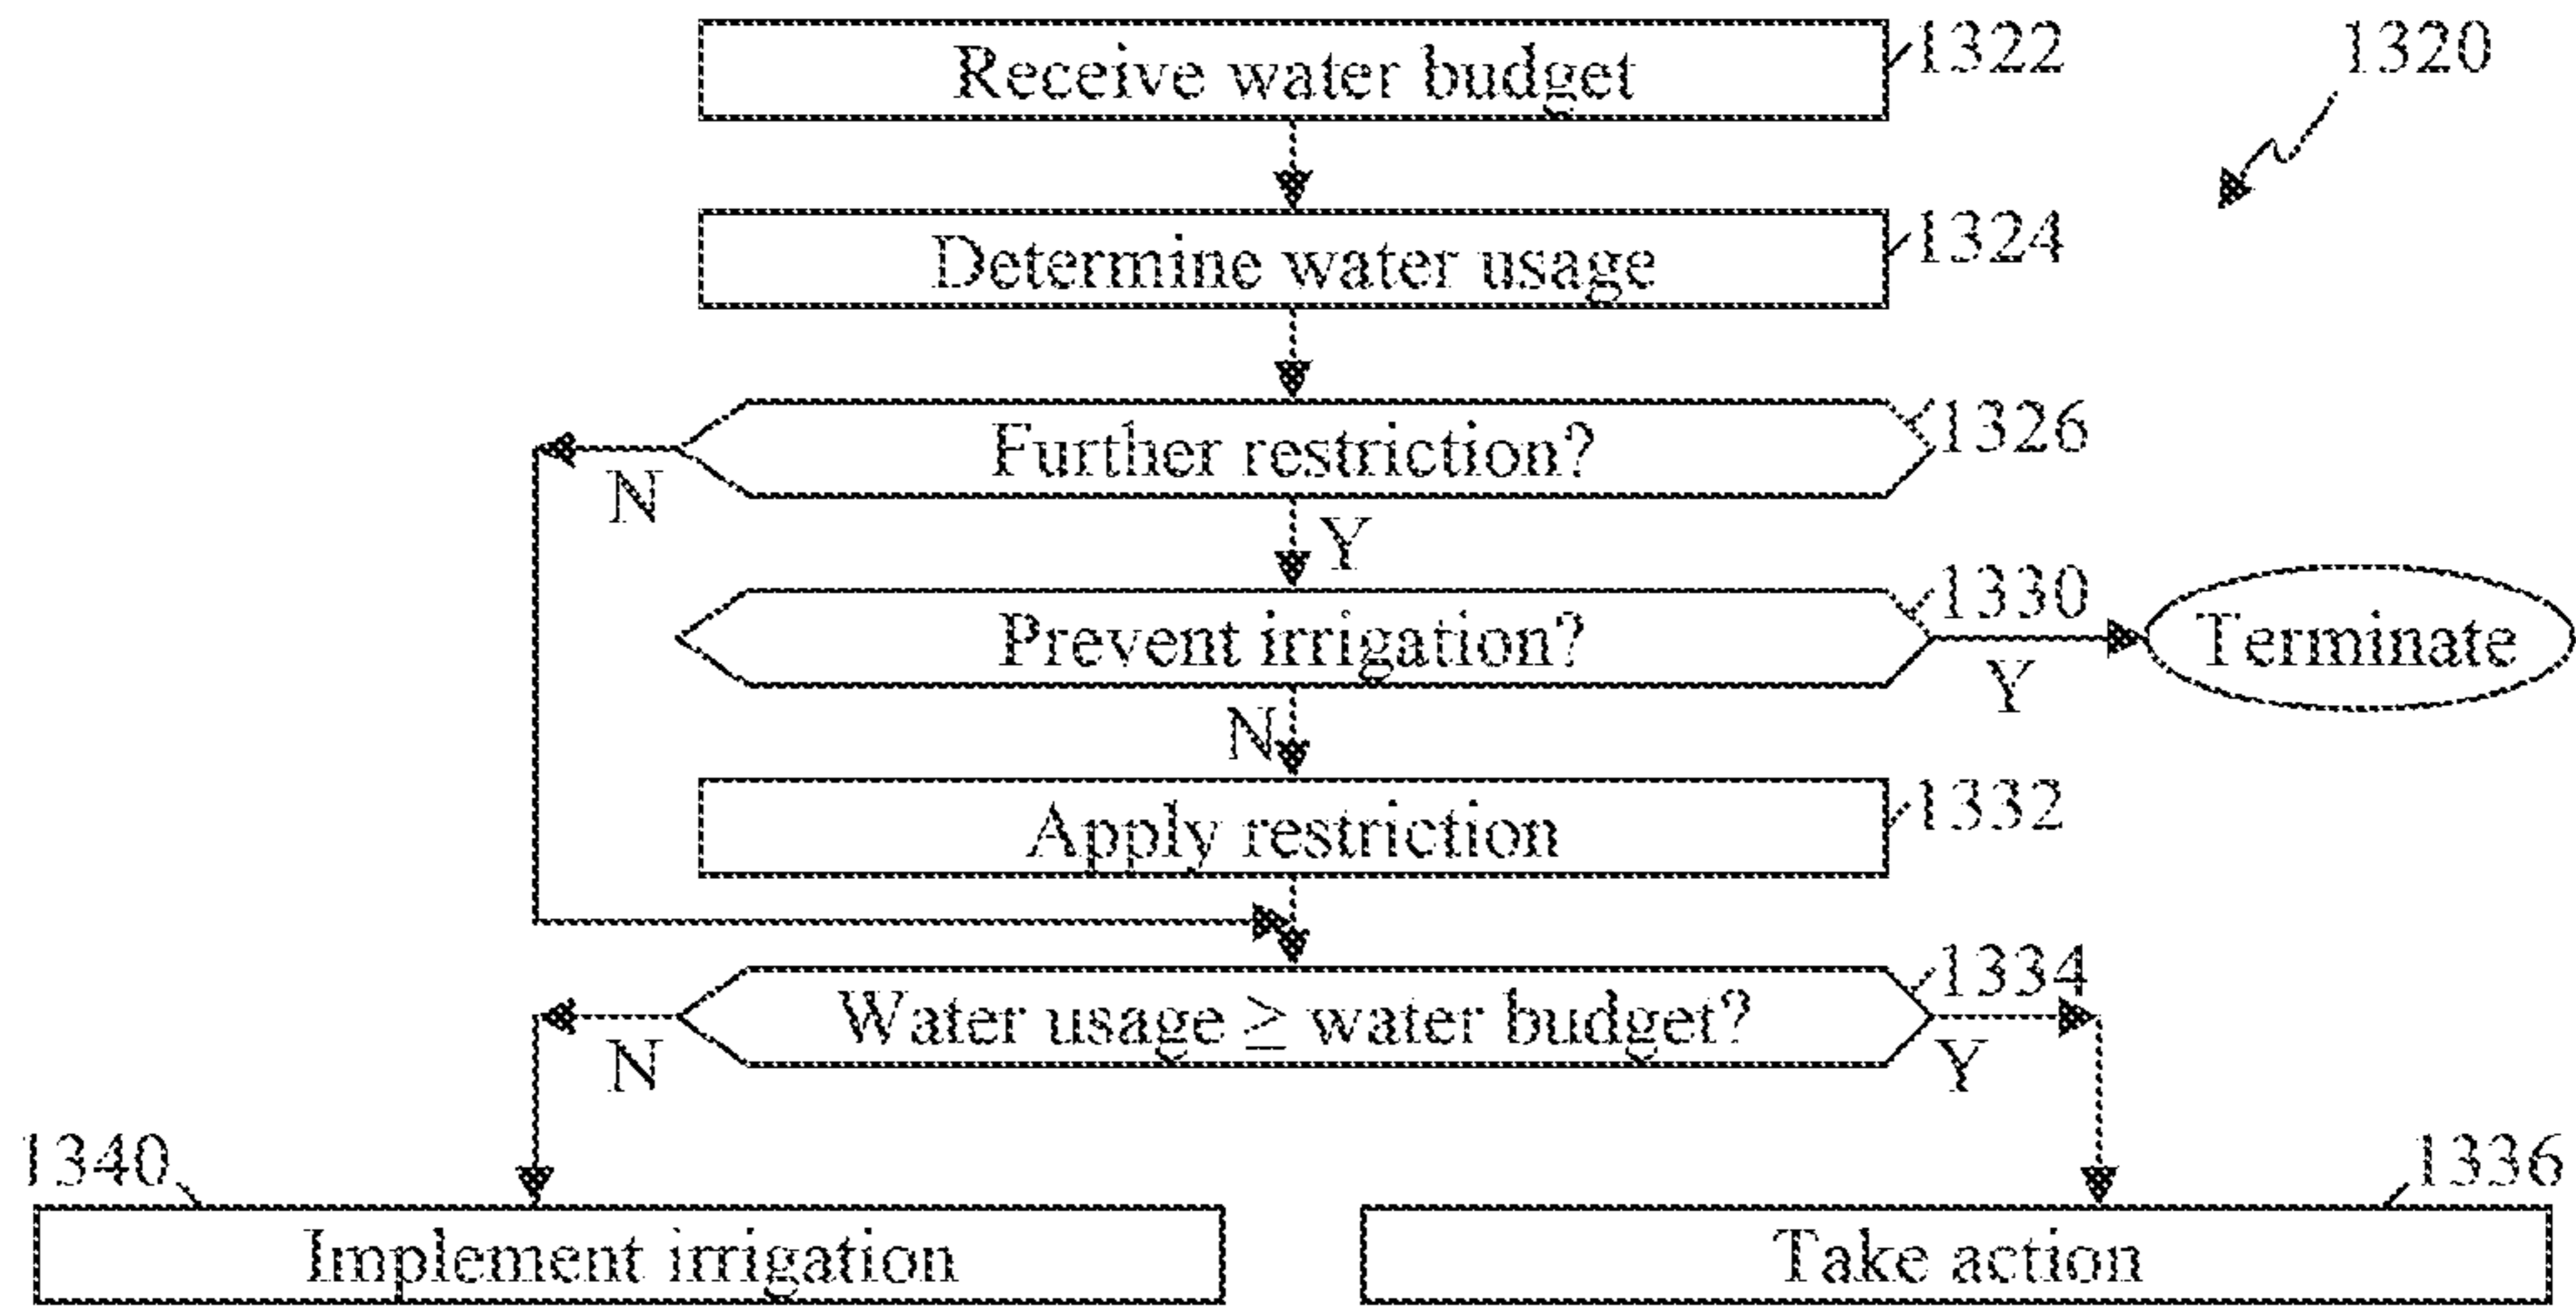 Receive water budget
1322
1320
Determine water usage
1324
Further restriction?
1326
N
Y
Prevent irrigation?
1330
Y
Terminate
N
Apply restriction
1332
Water usage ≥ water budget?
1334
N
Y
1340
1336
Implement irrigation
Take action